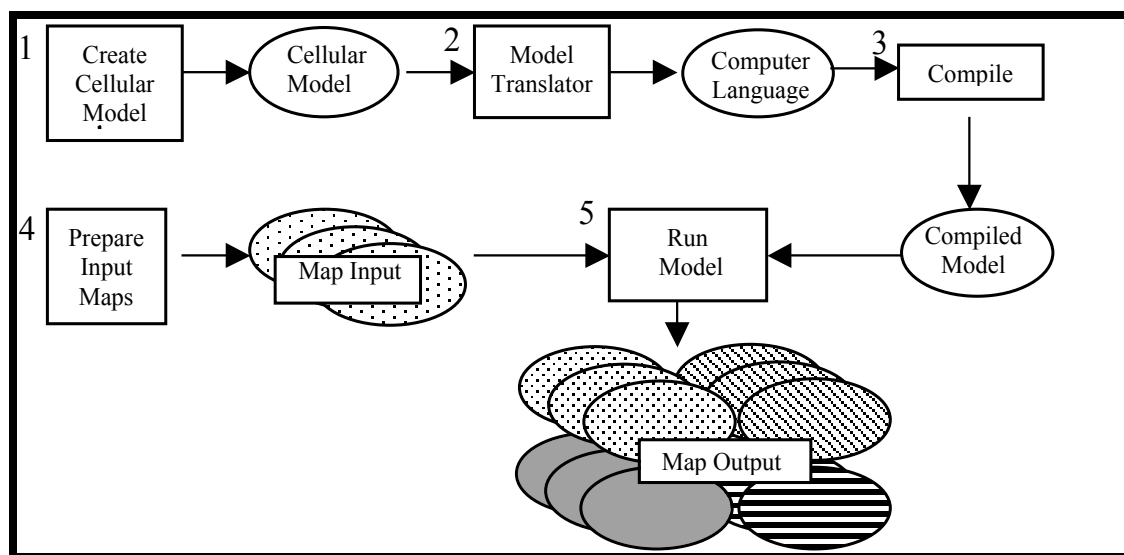 1
Create
Cellular
Model
Cellular
Model
2
Model
Translator
Computer
Language
3
Compile
4
Prepare
Input
Maps
Map Input
5
Run
Model
Compiled
Model
Map Output